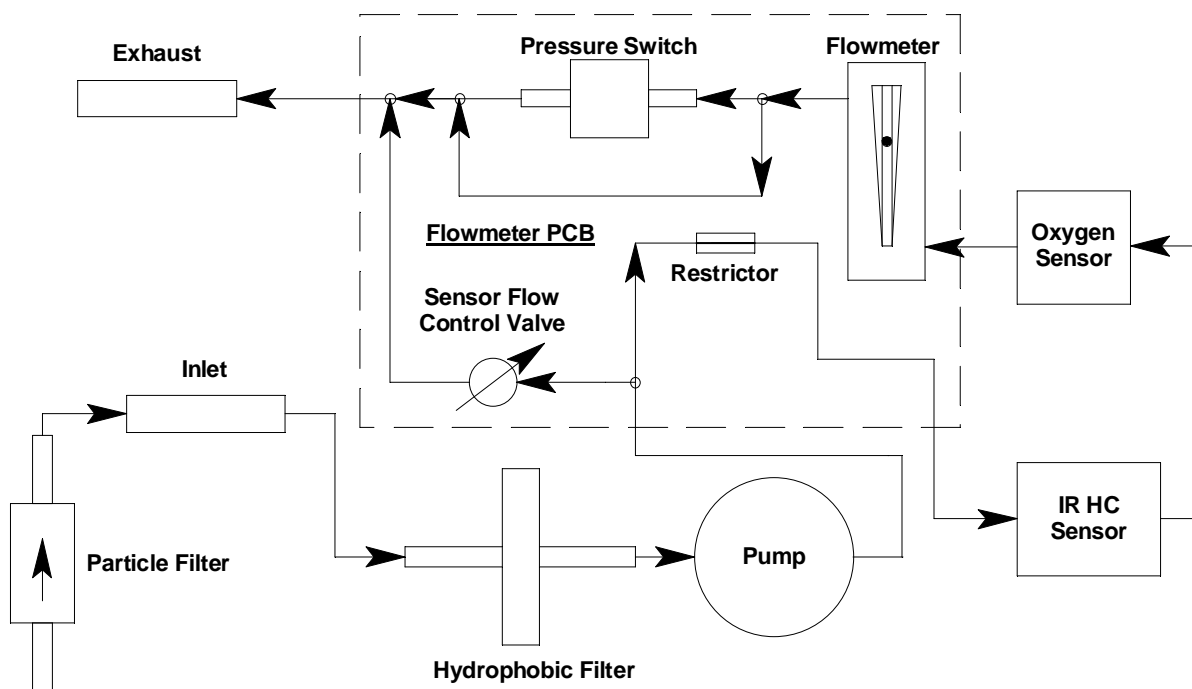 Pressure Switch
Flowmeter
Exhaust
Flowmeter PCB
Restrictor
Oxygen
Sensor
Sensor Flow
Control Valve
Inlet
IR HC
Sensor
Particle Filter
Pump
Hydrophobic Filter